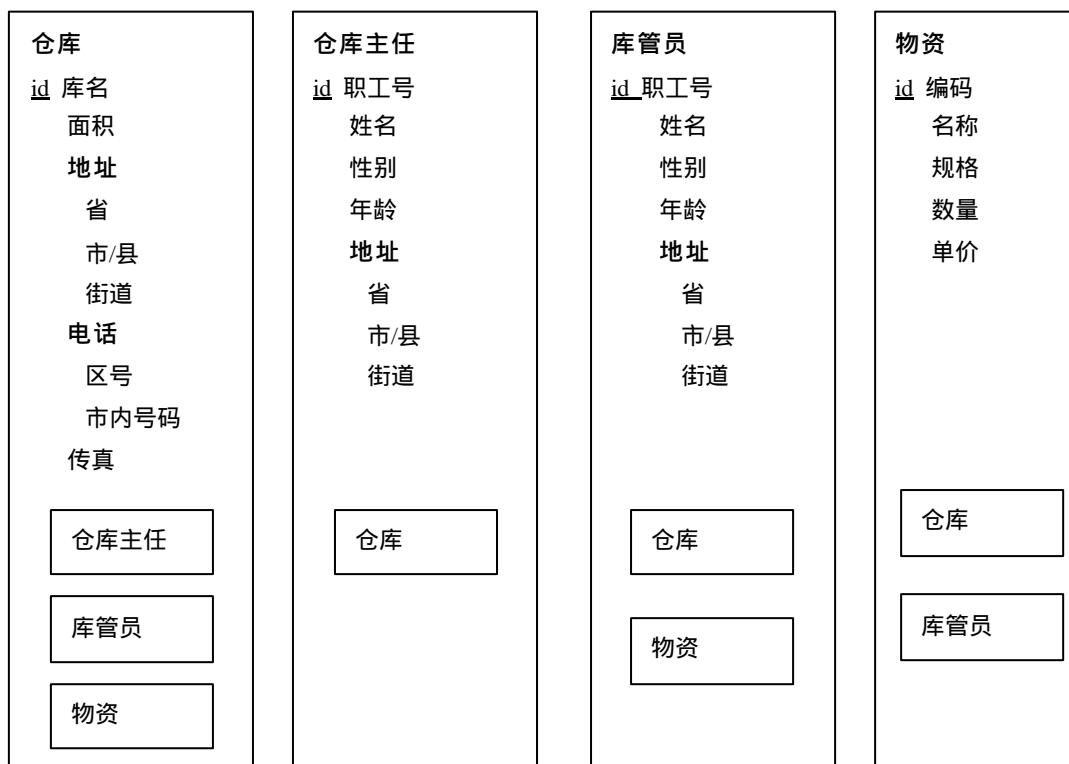 仓库
id 库名
面积
地址
省
市/县
街道
电话
区号
市内号码
传真
仓库主任
库管员
物资
仓库主任
id 职工号
姓名
性别
年龄
地址
省
市/县
街道
仓库
库管员
id 职工号
姓名
性别
年龄
地址
省
市/县
街道
仓库
物资
物资
id 编码
名称
规格
数量
单价
仓库
库管员